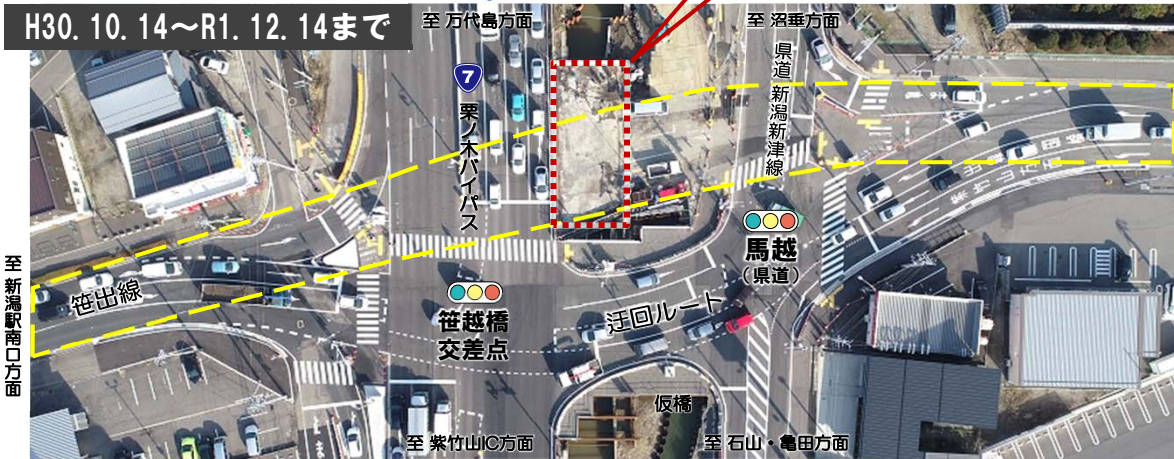 H30.10.14～R1.12.14まで
至 万代島方面
至 沼垂方面
7
栗ノ木バイパス
県道 新潟新津線
至 新潟駅南口方面
笹出線
笹越橋
交差点
馬越
（県道）
迂回ルート
仮橋
至 紫竹山IC方面
至 石山・亀田方面